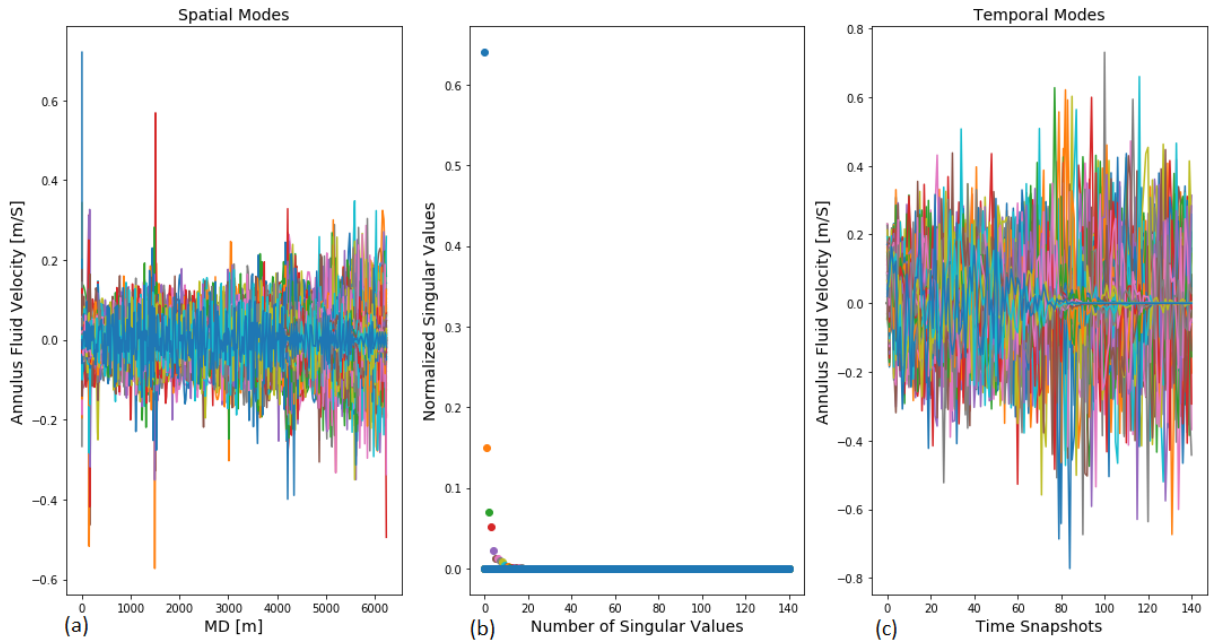 Spatial Modes
Annulus Fluid Velocity [m/S]
0.6
0.4
0.2
0.0
−0.2
−0.4
−0.6
0 1000 2000 3000 4000 5000 6000
(a) MD [m]
Normalized Singular Values
0.6
0.5
0.4
0.3
0.2
0.1
0.0
0 20 40 60 80 100 120 140
(b) Number of Singular Values
Temporal Modes
Annulus Fluid Velocity [m/S]
0.8
0.6
0.4
0.2
0.0
−0.2
−0.4
−0.6
−0.8
0 20 40 60 80 100 120 140
(c) Time Snapshots